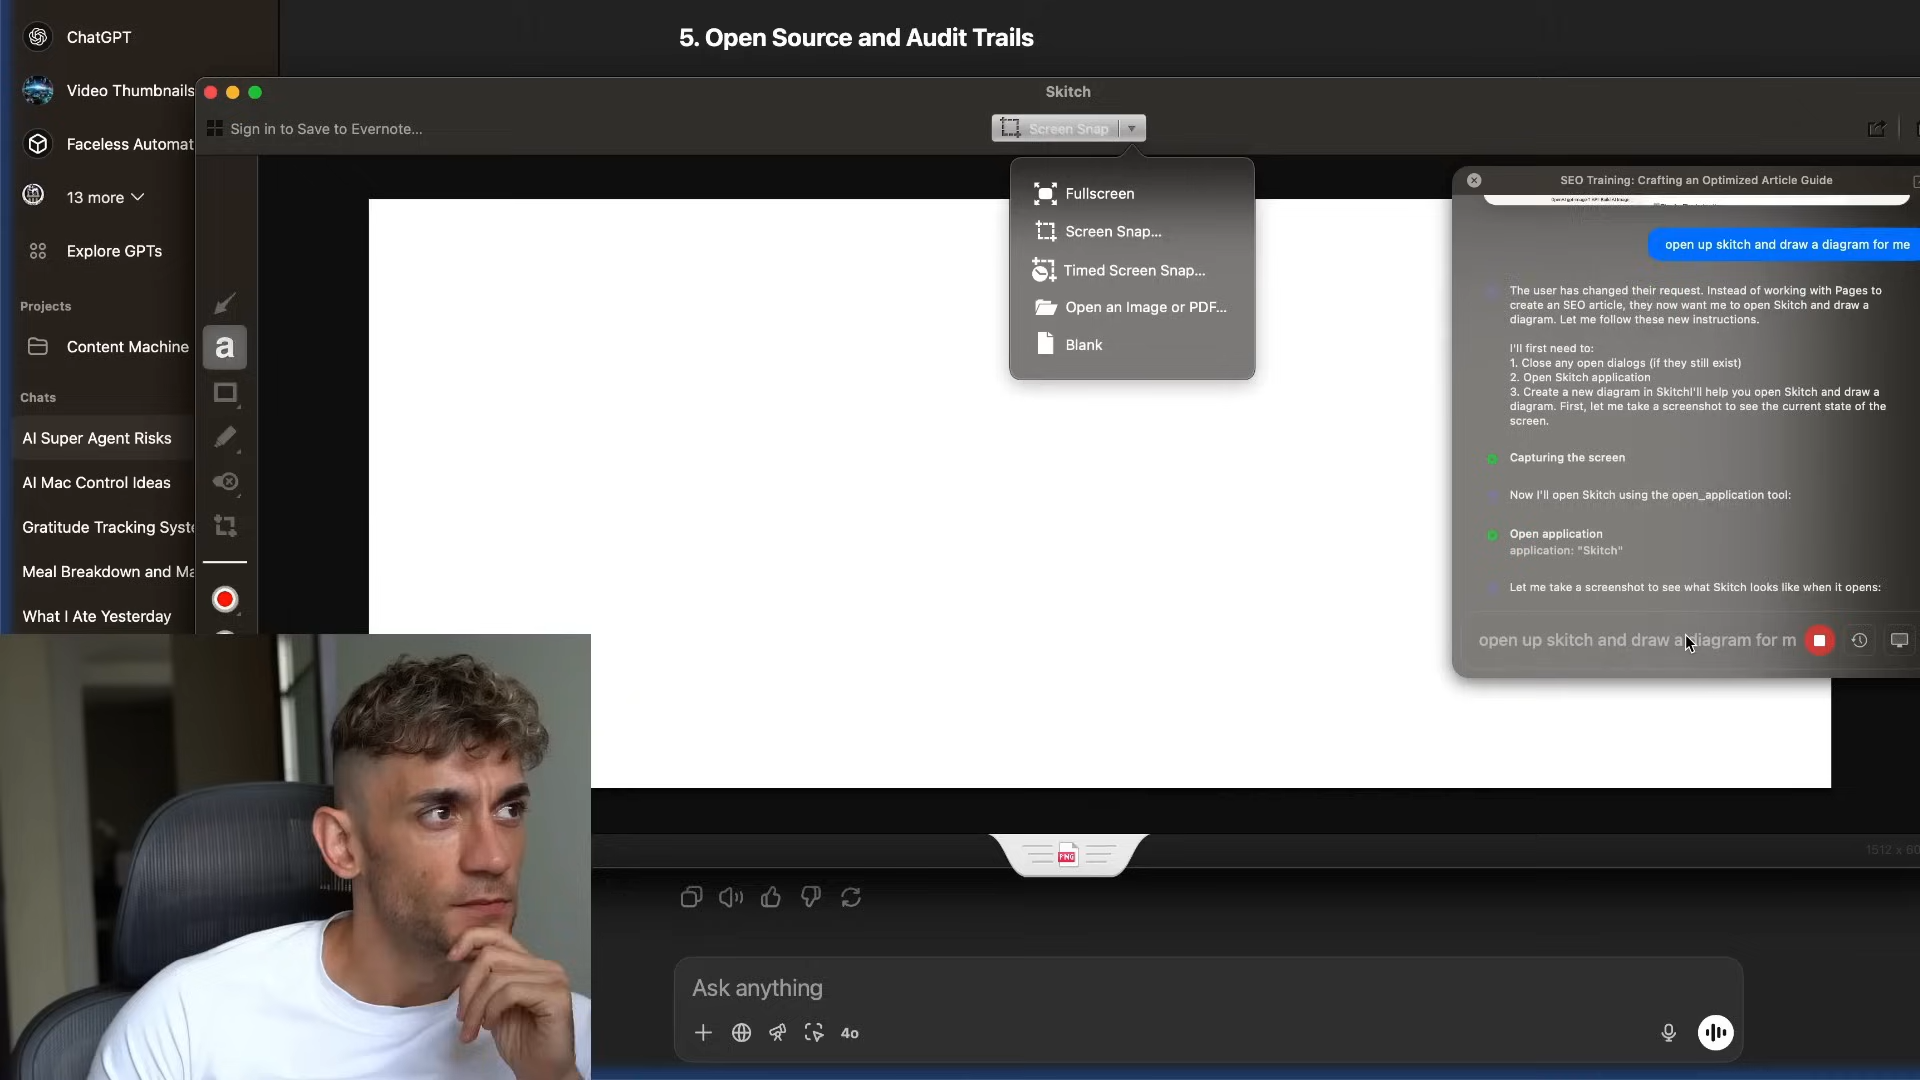 ChatGPT
Video Thumbnails
Faceless Automat
13 more
Explore GPTs
Projects
Content Machine
Chats
AI Super Agent Risks
AI Mac Control Ideas
Gratitude Tracking Syste
Meal Breakdown and Ma
What I Ate Yesterday
5. Open Source and Audit Trails
Skitch
Sign in to Save to Evernote...
Screen Snap
Fullscreen
Screen Snap...
Timed Screen Snap...
Open an Image or PDF...
Blank
a
SEO Training: Crafting an Optimized Article Guide
open up skitch and draw a diagram for me
The user has changed their request. Instead of working with Pages to
create an SEO article, they now want me to open Skitch and draw a
diagram. Let me follow these new instructions.
I'll first need to:
1. Close any open dialogs (if they still exist)
2. Open Skitch application
3. Create a new diagram in SkitchI'll help you open Skitch and draw a
diagram. First, let me take a screenshot to see the current state of the
screen.
Capturing the screen
Now I'll open Skitch using the open_application tool:
Open application
application: "Skitch"
Let me take a screenshot to see what Skitch looks like when it opens:
open up skitch and draw a diagram for m
PNG
1512 x 60
Ask anything
4o